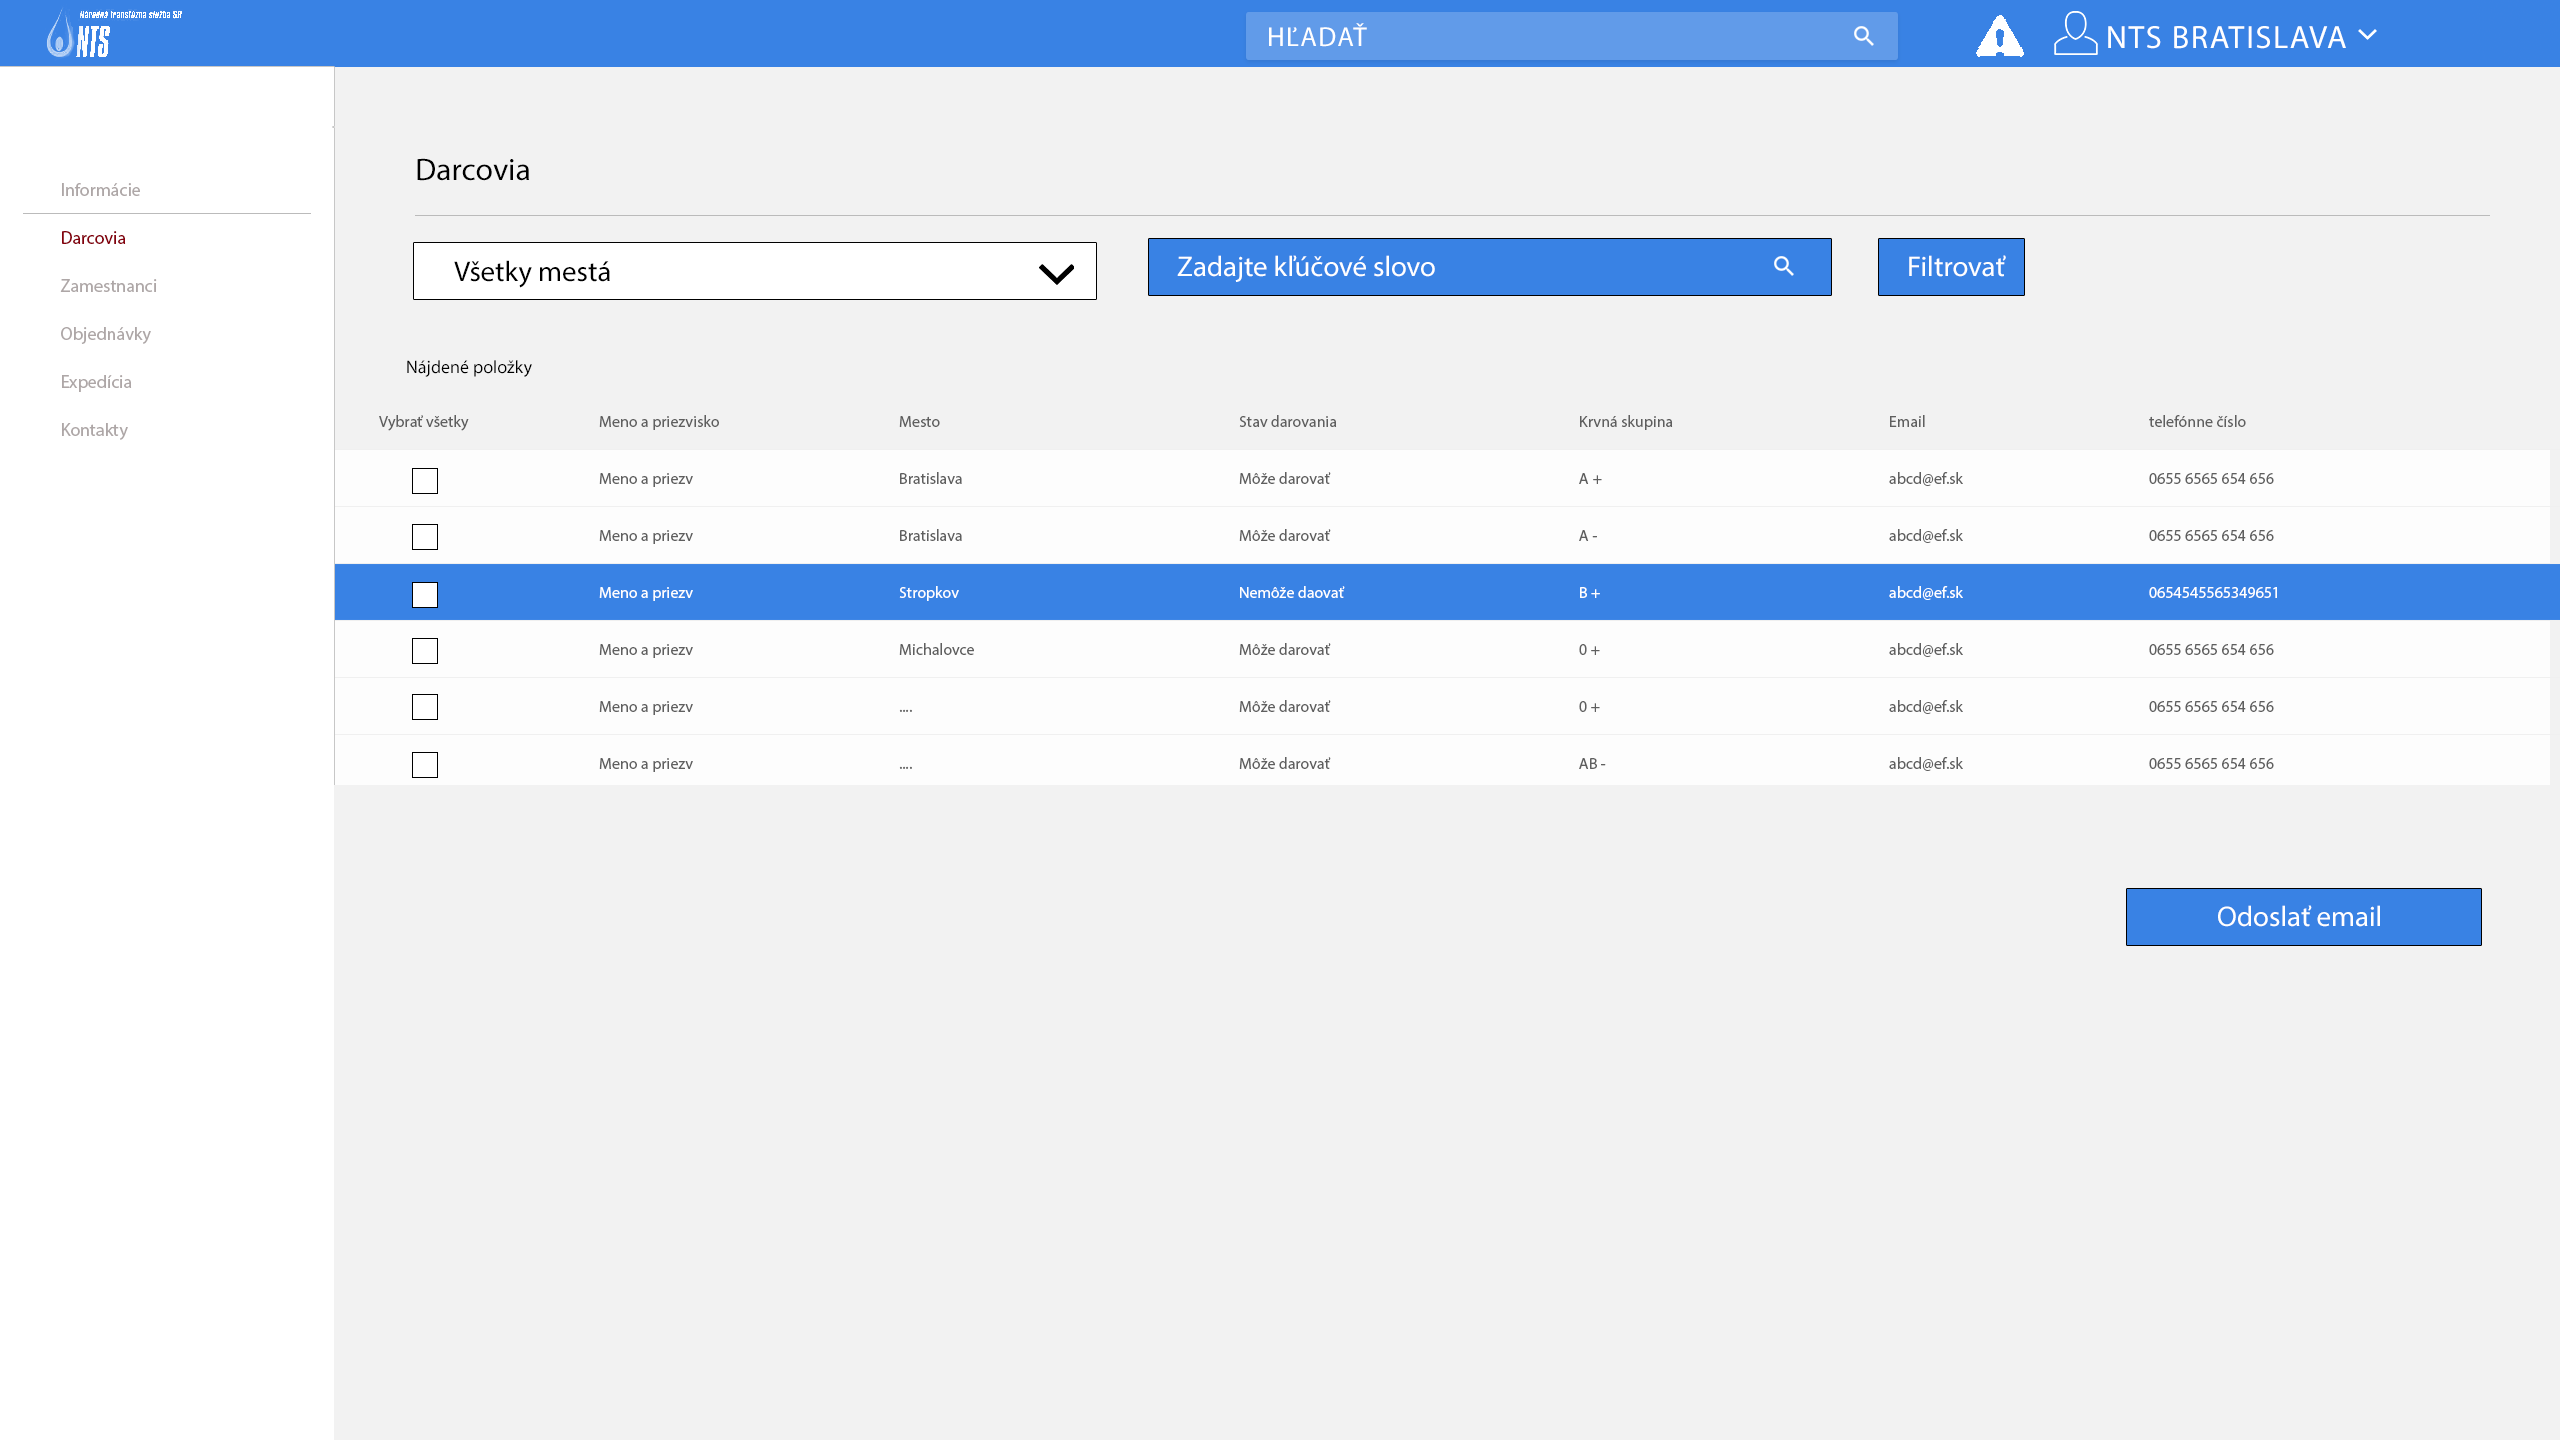 Národná transfúzna služba SR
NTS
HĽADAŤ
NTS BRATISLAVA
Informácie
Darcovia
Zamestnanci
Objednávky
Expedícia
Kontakty
Darcovia
Všetky mestá
Zadajte kľúčové slovo
Filtrovať
Nájdené položky
Vybrať všetky Meno a priezvisko Mesto Stav darovania Krvná skupina Email telefónne číslo
Meno a priezv Bratislava Môže darovať A + abcd@ef.sk 0655 6565 654 656
Meno a priezv Bratislava Môže darovať A - abcd@ef.sk 0655 6565 654 656
Meno a priezv Stropkov Nemôže daovať B + abcd@ef.sk 0654545565349651
Meno a priezv Michalovce Môže darovať 0 + abcd@ef.sk 0655 6565 654 656
Meno a priezv .... Môže darovať 0 + abcd@ef.sk 0655 6565 654 656
Meno a priezv .... Môže darovať AB - abcd@ef.sk 0655 6565 654 656
Odoslať email